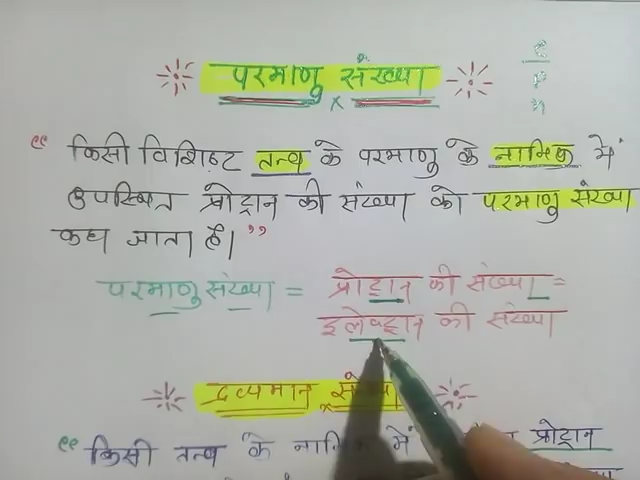 परमाणु संख्या
e
p
n
"किसी विशिष्ट तत्व के परमाणु के नाभिक में
उपस्थित प्रोट्रान की संख्या को परमाणु संख्या
कहा जाता है।"
परमाणु संख्या = प्रोट्रान की संख्या =
इलेक्ट्रान की संख्या
द्रव्यमान
"किसी तत्व के में प्रोट्रान